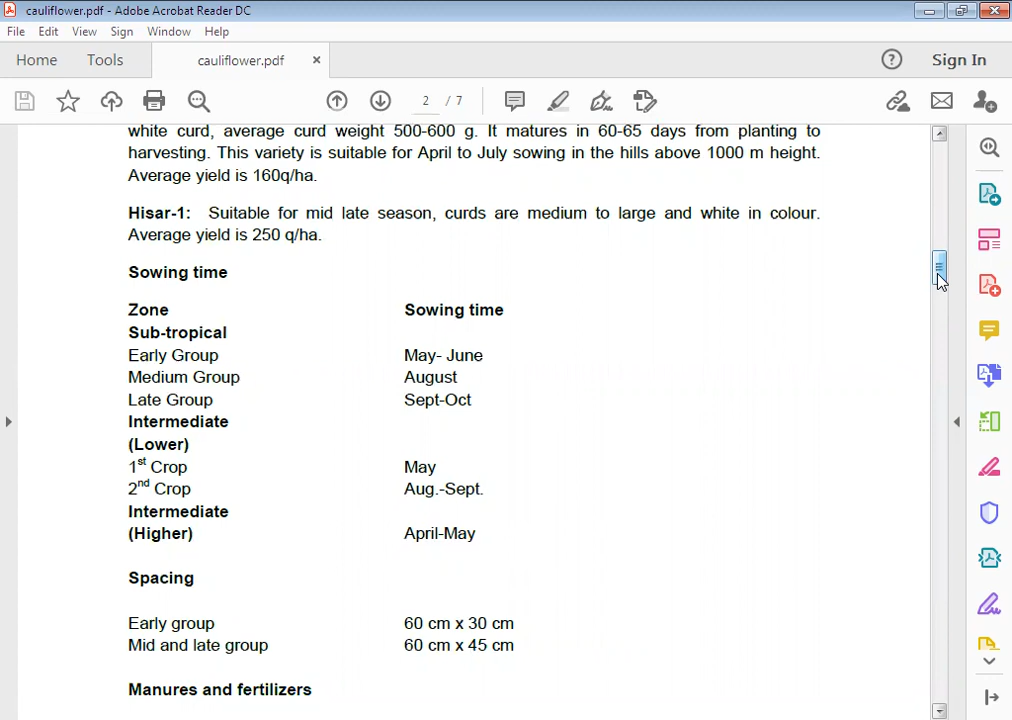 cauliflower.pdf - Adobe Acrobat Reader DC
File Edit View Sign Window Help
Home Tools cauliflower.pdf × ? Sign In
2 / 7
white curd, average curd weight 500-600 g. It matures in 60-65 days from planting to
harvesting. This variety is suitable for April to July sowing in the hills above 1000 m height.
Average yield is 160q/ha.
Hisar-1: Suitable for mid late season, curds are medium to large and white in colour.
Average yield is 250 q/ha.
Sowing time
Zone Sowing time
Sub-tropical
Early Group May- June
Medium Group August
Late Group Sept-Oct
Intermediate
(Lower)
1st Crop May
2nd Crop Aug.-Sept.
Intermediate
(Higher) April-May
Spacing
Early group 60 cm x 30 cm
Mid and late group 60 cm x 45 cm
Manures and fertilizers